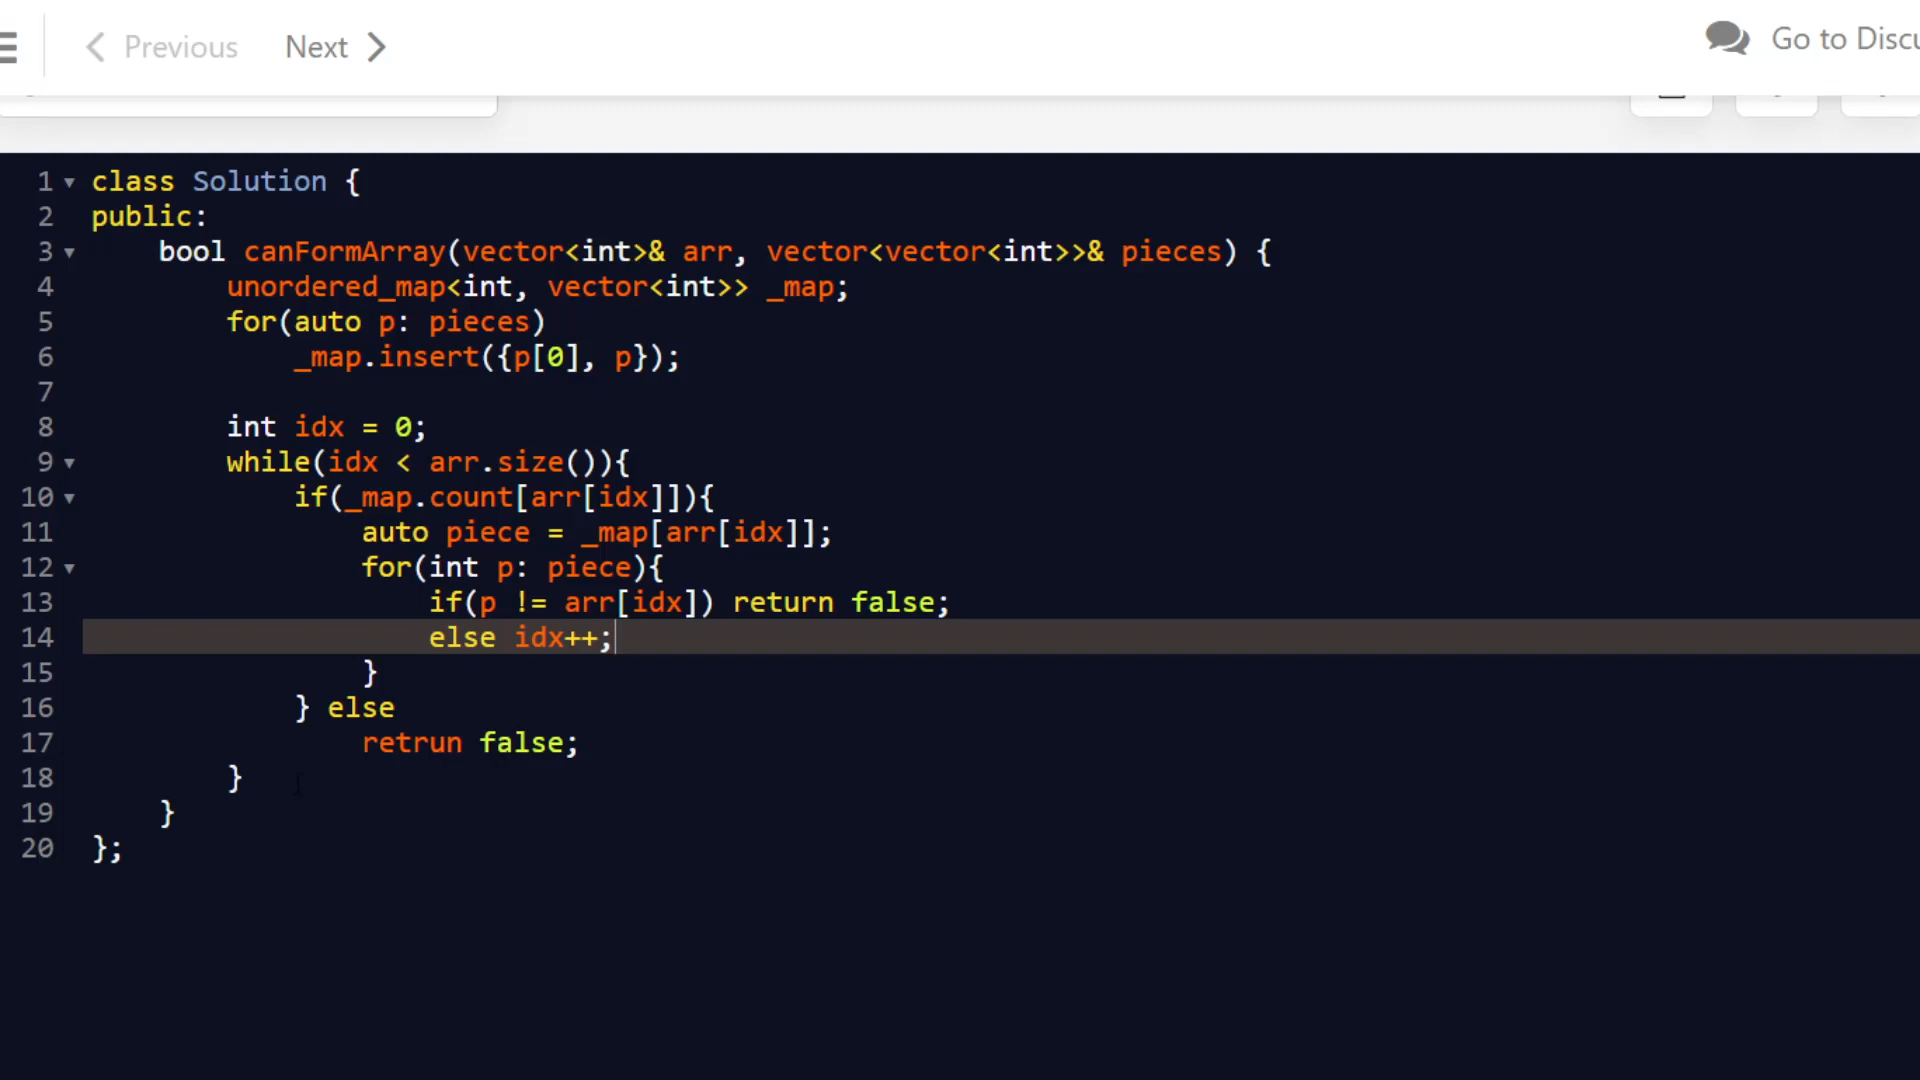 Previous Next Go to Discu
1 class Solution {
2 public:
3 bool canFormArray(vector<int>& arr, vector<vector<int>>& pieces) {
4 unordered_map<int, vector<int>> _map;
5 for(auto p: pieces)
6 _map.insert({p[0], p});
7
8 int idx = 0;
9 while(idx < arr.size()){
10 if(_map.count[arr[idx]]){
11 auto piece = _map[arr[idx]];
12 for(int p: piece){
13 if(p != arr[idx]) return false;
14 else idx++;
15 }
16 } else
17 retrun false;
18 }
19 }
20 };